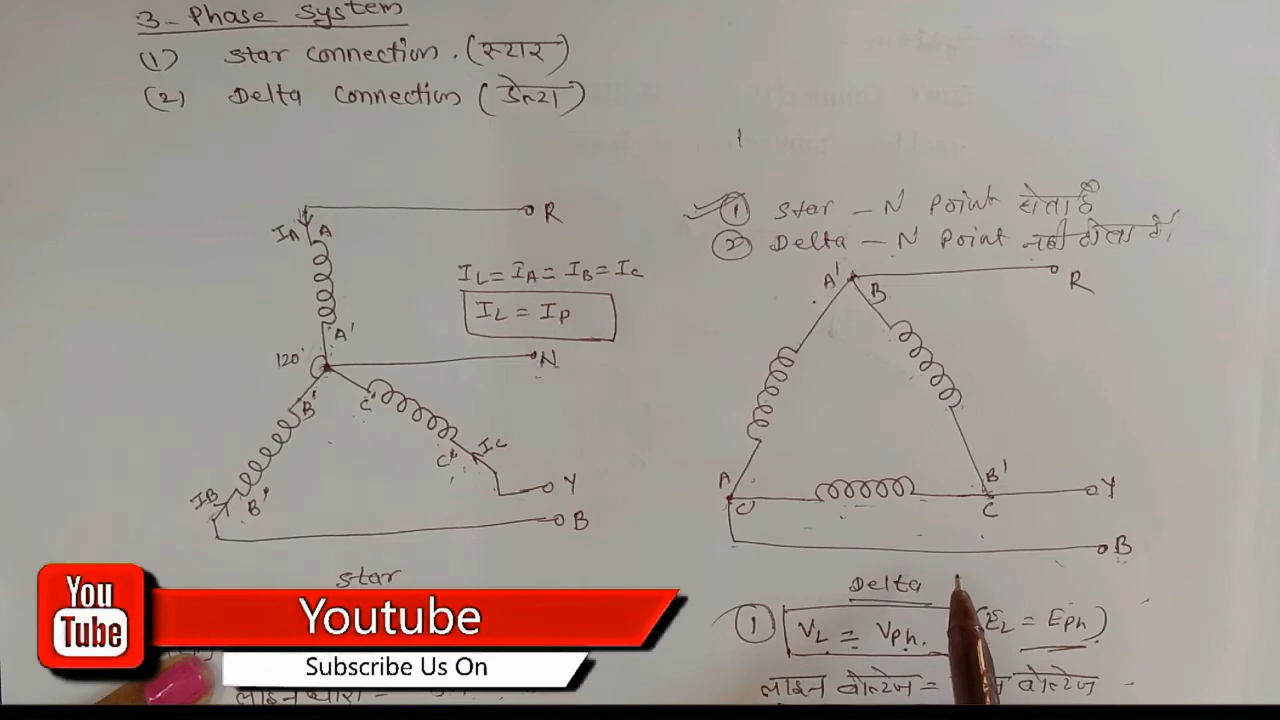 3-Phase System
(1) Star Connection. (स्टार)
(2) Delta Connection (डेल्टा)
① Star - N Point होता है
② Delta - N Point नही होता है।
IA A
R
IL = IA = IB = IC
IL = IP
A'
120°
N
B'
C'
C"
IC
IB
B"
Y
B
Star
A'
B
R
A
C'
B'
C
Y
B
Delta
① VL = VPh. (EL = EPh)
लाइन वोल्टेज = वोल्टेज
You
Tube
Youtube
Subscribe Us On